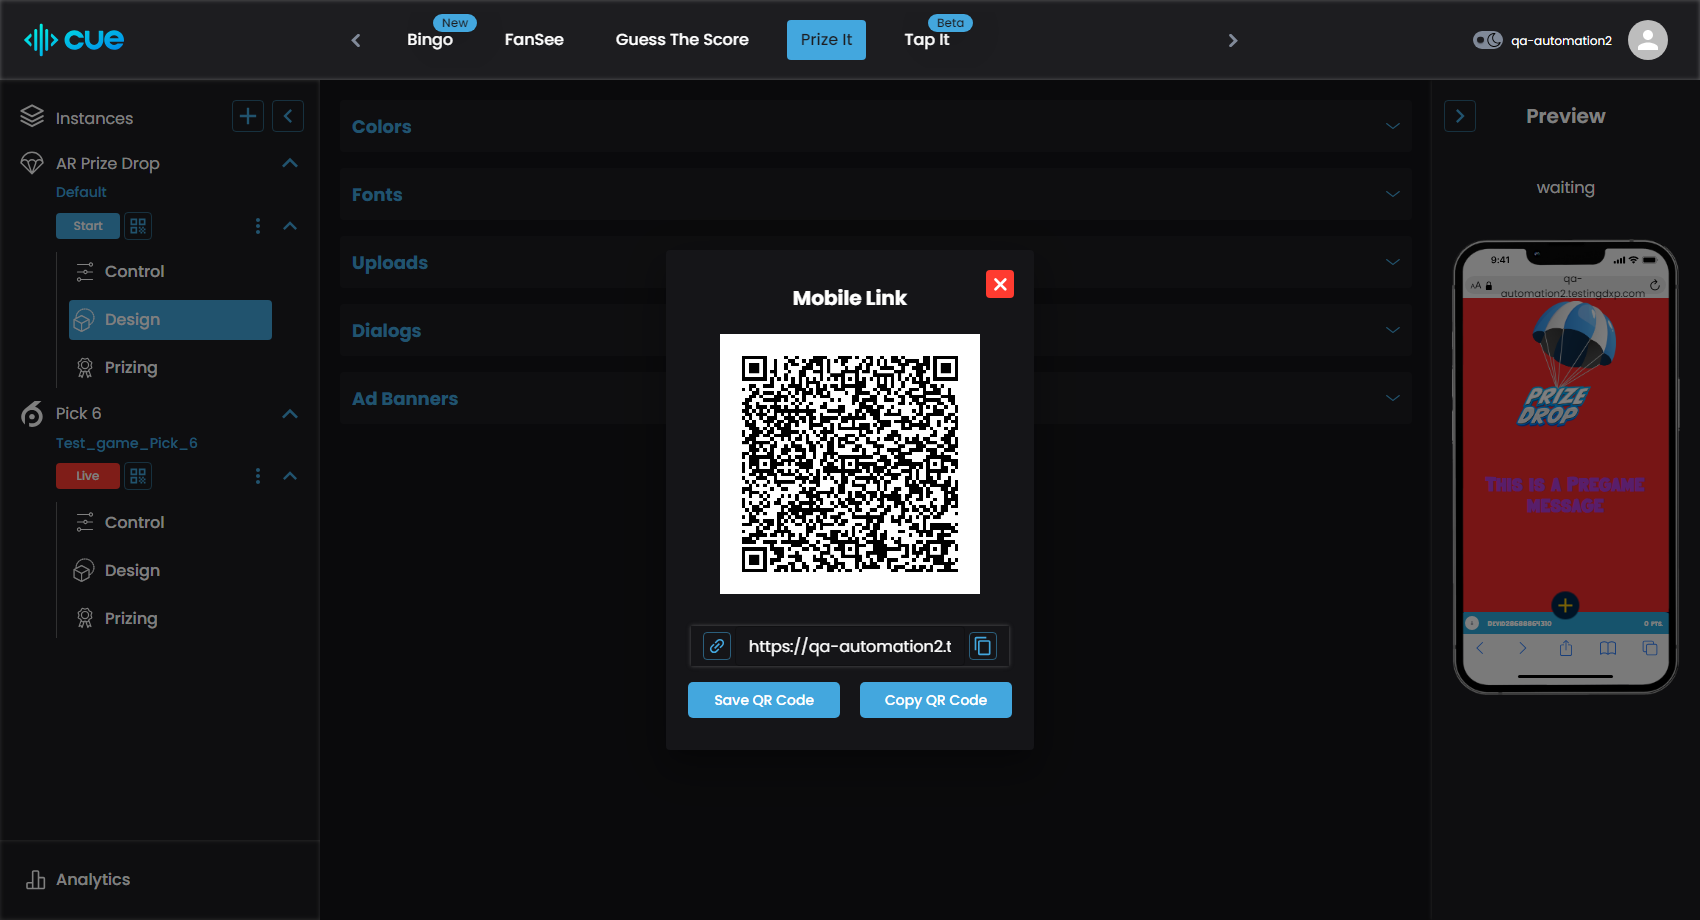 cue
New
Bingo
FanSee
Guess The Score
Prize It
Beta
Tap It
qa-automation2
Instances
AR Prize Drop
Default
Start
Control
Design
Prizing
Pick 6
Test_game_Pick_6
Live
Control
Design
Prizing
Analytics
Colors
Fonts
Uploads
Dialogs
Ad Banners
Mobile Link
https://qa-automation2.t
Save QR Code
Copy QR Code
Preview
waiting
9:41
AA
qa-
automation2.testingdxp.com
PRIZE
DROP
This is a Pregame
message
0 PTS.